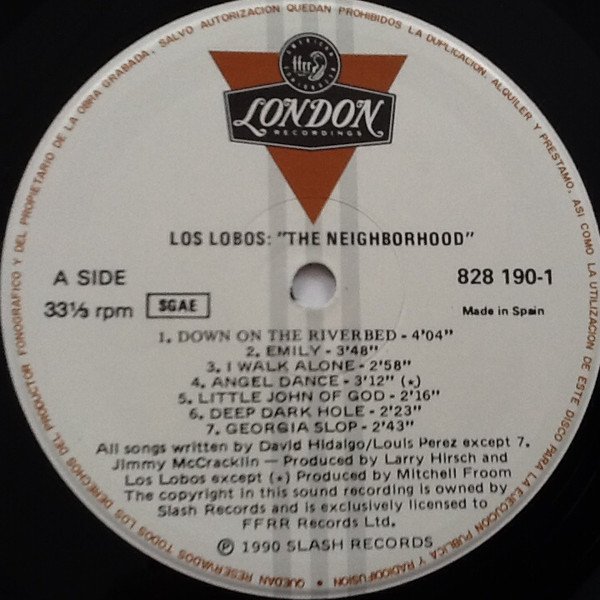 QUEDAN RESERVADOS TODOS LOS DERECHOS DEL PRODUCTOR FONOGRAFICO Y DEL PROPIETARIO DE LA OBRA GRABADA, SALVO AUTORIZACION QUEDAN PROHIBIDOS LA DUPLICACION, ALQUILER Y PRESTAMO, ASI COMO LA UTILIZACION DE ESTE DISCO PARA LA EJECUCION PUBLICA Y RADIODIFUSION •
ffrr
LONDON
RECORDINGS
LOS LOBOS: "THE NEIGHBORHOOD"
A SIDE
828 190-1
33⅓ rpm
SGAE
Made in Spain
1. DOWN ON THE RIVERBED - 4'04"
2. EMILY - 3'48"
3. I WALK ALONE - 2'58"
4. ANGEL DANCE - 3'12" (*)
5. LITTLE JOHN OF GOD - 2'16"
6. DEEP DARK HOLE - 2'23"
7. GEORGIA SLOP - 2'43"
All songs written by David Hidalgo/Louis Perez except 7.
Jimmy McCracklin — Produced by Larry Hirsch and
Los Lobos except (*) Produced by Mitchell Froom
The copyright in this sound recording is owned by
Slash Records and is exclusively licensed to
FFRR Records Ltd.
℗ 1990 SLASH RECORDS